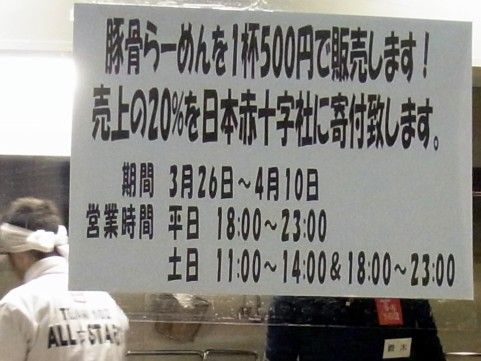 豚骨らーめんを1杯500円で販売します!
売上の20%を日本赤十字社に寄付致します。
期間 3月26日〜4月10日
営業時間 平日 18:00〜23:00
土日 11:00〜14:00&18:00〜23:00
ALL☆STAR
鈴木